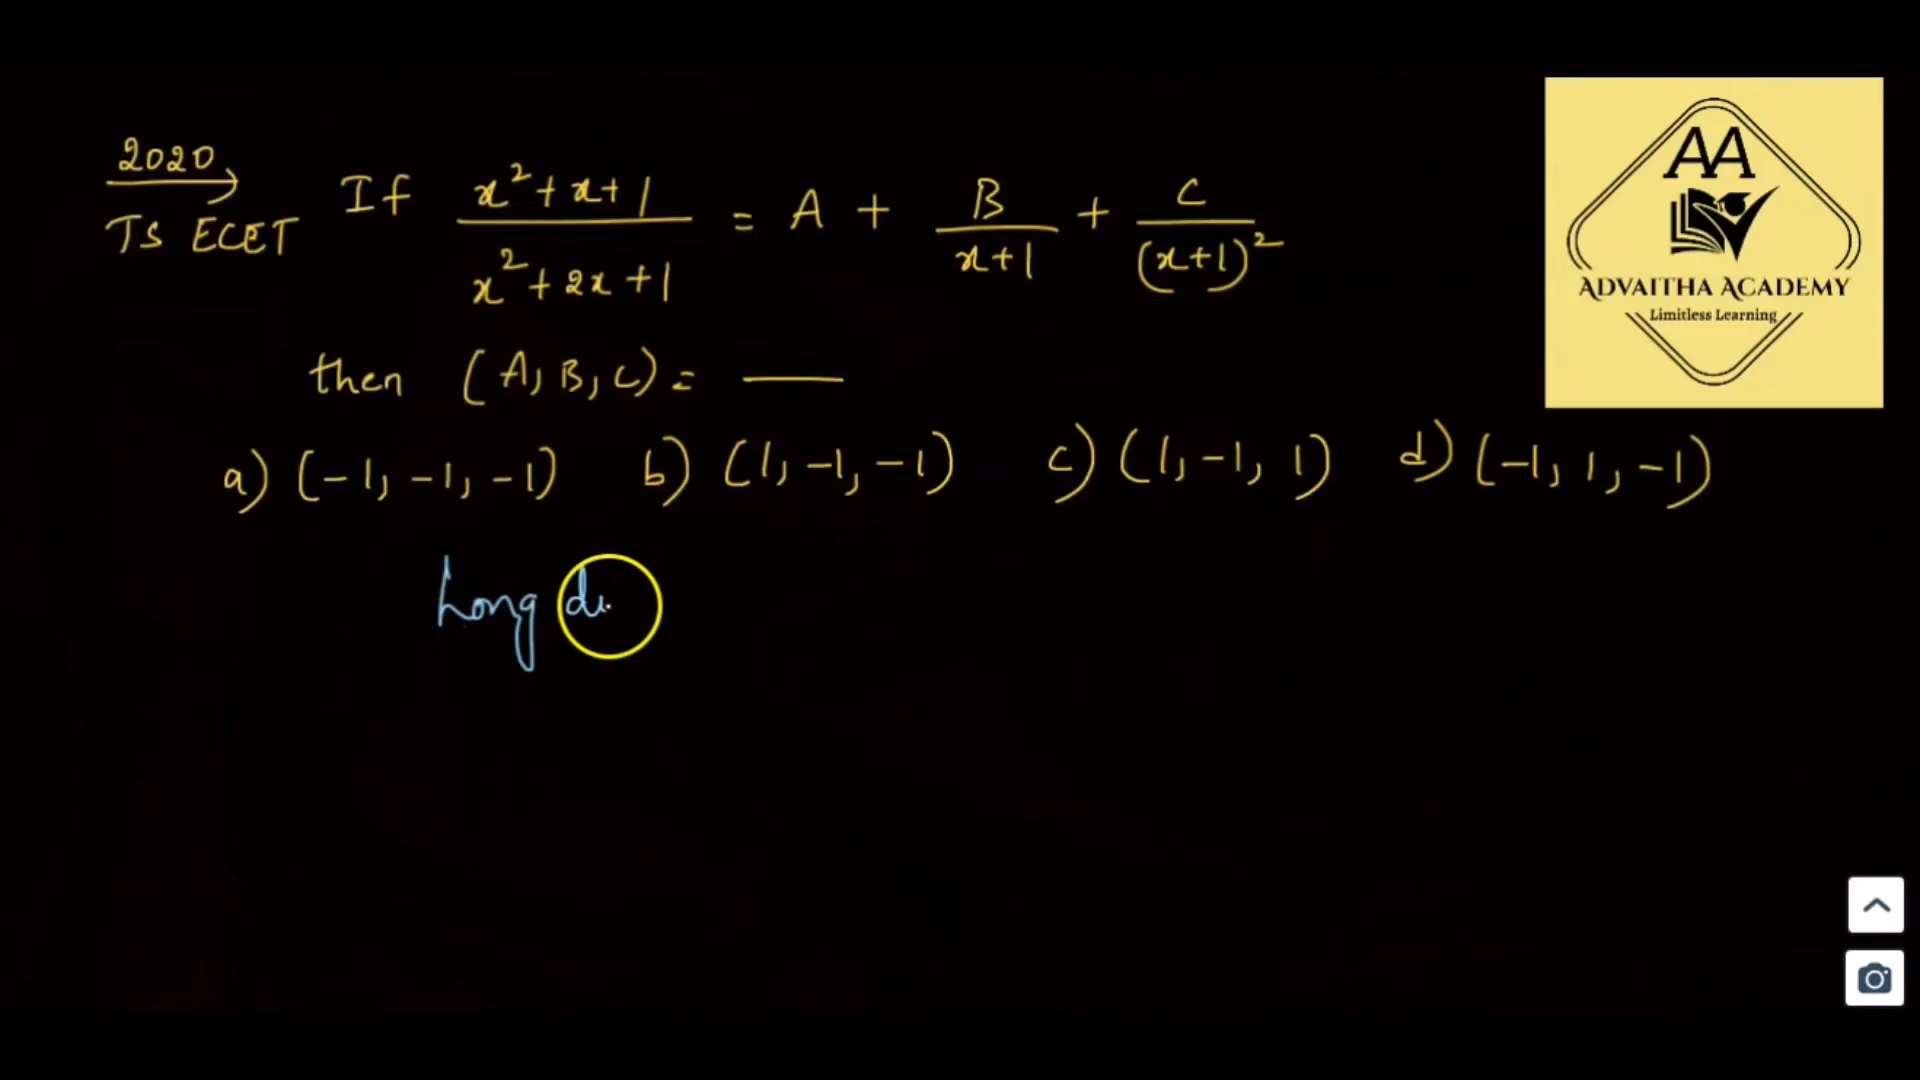 2020
TS ECET
If x²+x+1 / x²+2x+1 = A + B/x+1 + C/(x+1)²
then (A, B, C) = ___
a) (-1, -1, -1) b) (1, -1, -1) c) (1, -1, 1) d) (-1, 1, -1)
Long di
AA
ADVAITHA ACADEMY
Limitless Learning